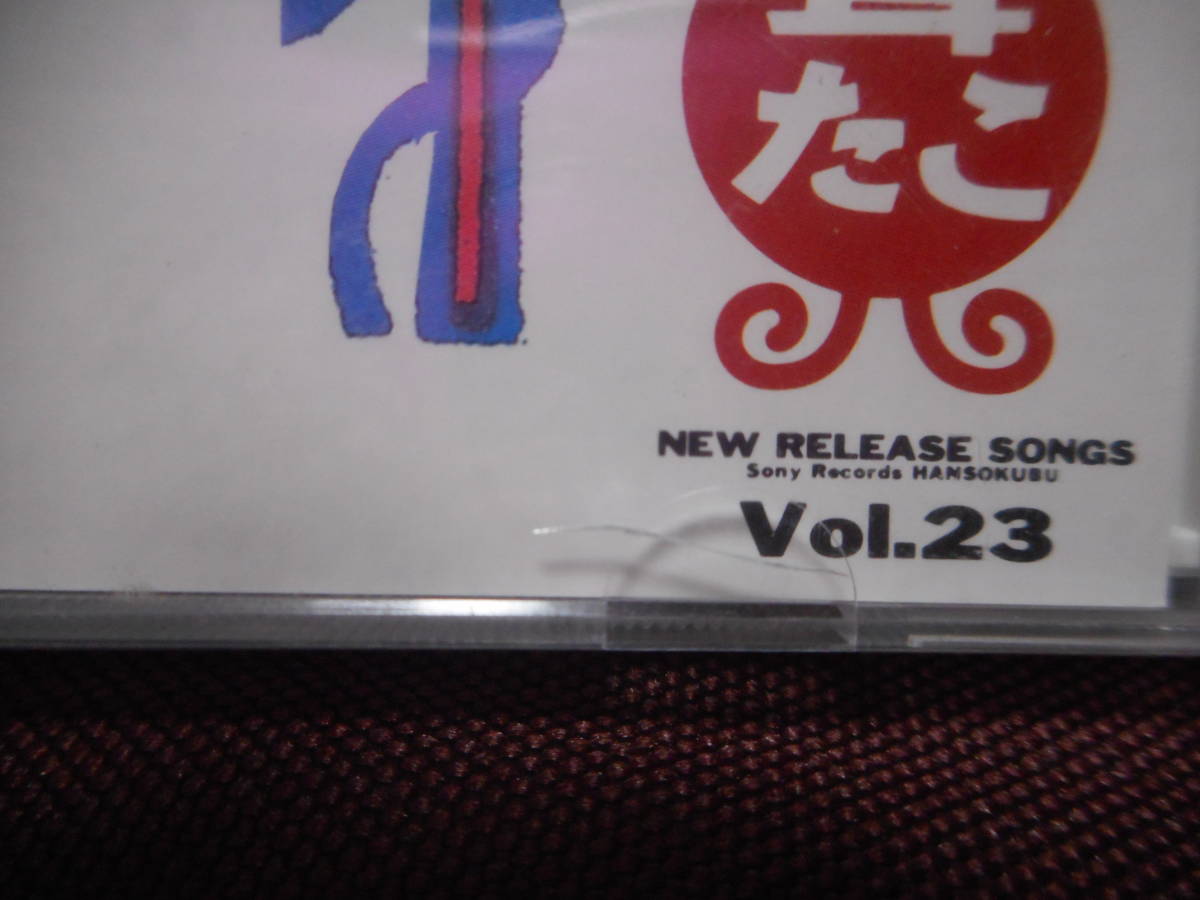 たこ
NEW RELEASE SONGS
Sony Records HANSOKUBU
Vol.23